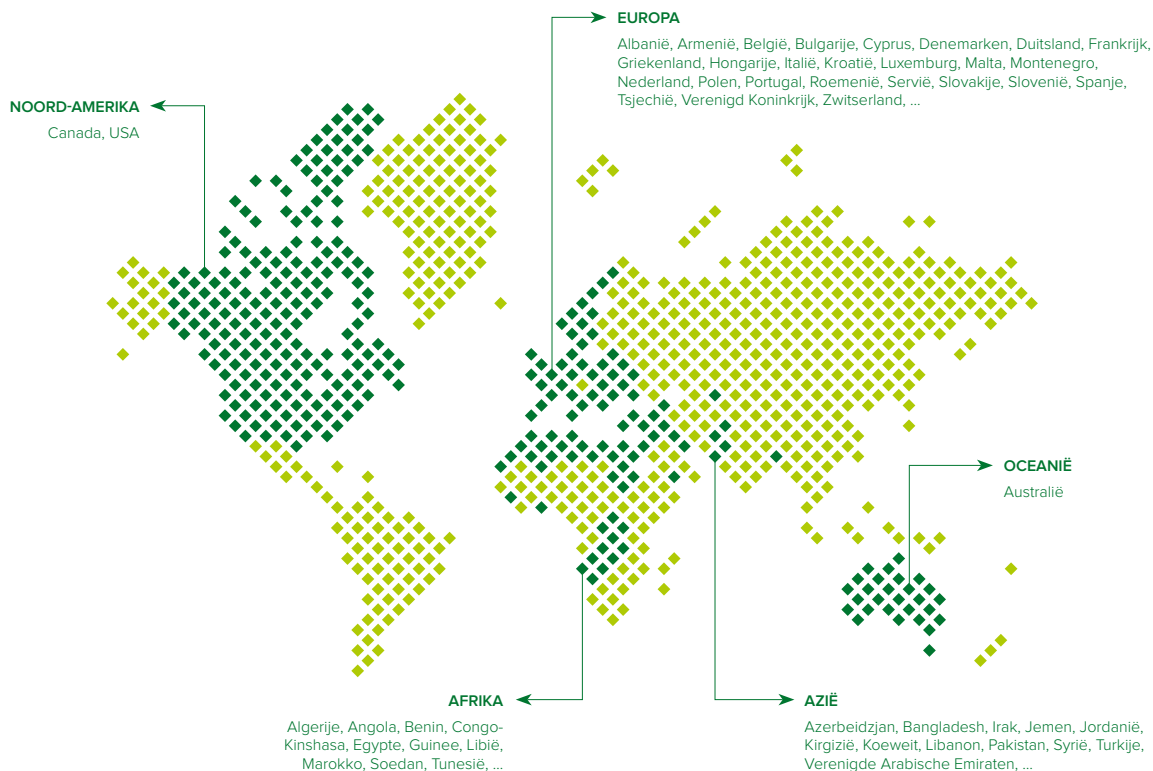 EUROPA
Albanië, Armenië, België, Bulgarije, Cyprus, Denemarken, Duitsland, Frankrijk,
Griekenland, Hongarije, Italië, Kroatië, Luxemburg, Malta, Montenegro,
Nederland, Polen, Portugal, Roemenië, Servië, Slovakije, Slovenië, Spanje,
Tsjechië, Verenigd Koninkrijk, Zwitserland, ...
NOORD-AMERIKA
Canada, USA
OCEANIË
Australië
AFRIKA
Algerije, Angola, Benin, Congo-
Kinshasa, Egypte, Guinee, Libië,
Marokko, Soedan, Tunesië, ...
AZIË
Azerbeidzjan, Bangladesh, Irak, Jemen, Jordanië,
Kirgizië, Koeweit, Libanon, Pakistan, Syrië, Turkije,
Verenigde Arabische Emiraten, ...